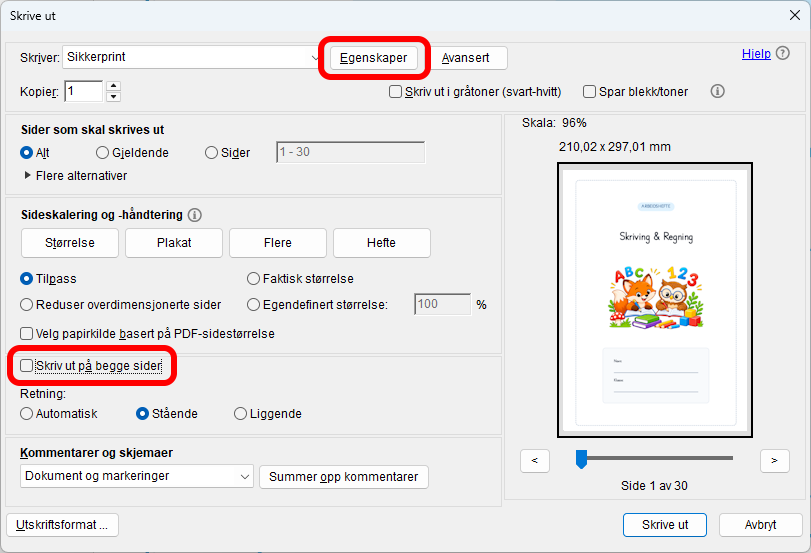 Skrive ut
Skriver: Sikkerprint Egenskaper Avansert Hjelp
Kopier: 1 Skriv ut i gråtoner (svart-hvitt) Spar blekk/toner
Sider som skal skrives ut
Alt Gjeldende Sider 1 - 30
Flere alternativer
Sideskalering og -håndtering
Størrelse Plakat Flere Hefte
Tilpass Faktisk størrelse
Reduser overdimensjonerte sider Egendefinert størrelse: 100 %
Velg papirkilde basert på PDF-sidestørrelse
Skriv ut på begge sider
Retning:
Automatisk Stående Liggende
Kommentarer og skjemaer
Dokument og markeringer Summer opp kommentarer
Utskriftsformat ...
Skala: 96%
210,02 x 297,01 mm
ARBEIDSHEFTE
Skriving & Regning
ABC 123
< >
Side 1 av 30
Skrive ut Avbryt